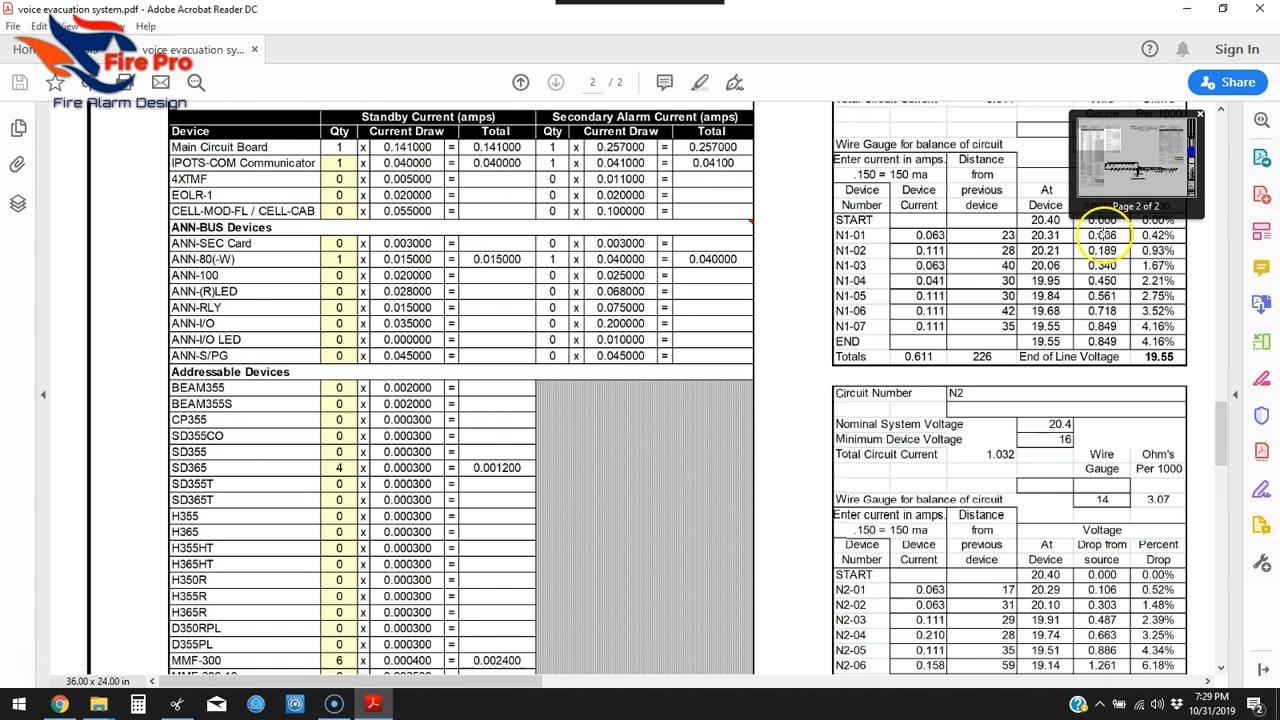 voice evacuation system.pdf - Adobe Acrobat Reader DC
File Edit View Help
voice evacuation sy...
Sign In
Fire Pro
Fire Alarm Design
2 / 2
Share
Standby Current (amps) Secondary Alarm Current (amps)
Device Qty Current Draw Total Qty Current Draw Total
Main Circuit Board 1 x 0.141000 = 0.141000 1 x 0.257000 = 0.257000
IPOTS-COM Communicator 1 x 0.040000 = 0.040000 1 x 0.041000 = 0.04100
4XTMF 0 x 0.005000 = 0 x 0.011000 =
EOLR-1 0 x 0.020000 = 0 x 0.020000 =
CELL-MOD-FL / CELL-CAB 0 x 0.055000 = 0 x 0.100000 =
ANN-BUS Devices
ANN-SEC Card 0 x 0.003000 = 0 x 0.003000 =
ANN-80(-W) 1 x 0.015000 = 0.015000 1 x 0.040000 = 0.040000
ANN-100 0 x 0.020000 = 0 x 0.025000 =
ANN-(R)LED 0 x 0.028000 = 0 x 0.068000 =
ANN-RLY 0 x 0.015000 = 0 x 0.075000 =
ANN-I/O 0 x 0.035000 = 0 x 0.200000 =
ANN-I/O LED 0 x 0.000000 = 0 x 0.010000 =
ANN-S/PG 0 x 0.045000 = 0 x 0.045000 =
Addressable Devices
BEAM355 0 x 0.002000 =
BEAM355S 0 x 0.002000 =
CP355 0 x 0.000300 =
SD355CO 0 x 0.000300 =
SD355 0 x 0.000300 =
SD365 4 x 0.000300 = 0.001200
SD355T 0 x 0.000300 =
SD365T 0 x 0.000300 =
H355 0 x 0.000300 =
H365 0 x 0.000300 =
H355HT 0 x 0.000300 =
H365HT 0 x 0.000300 =
H350R 0 x 0.000300 =
H355R 0 x 0.000300 =
H365R 0 x 0.000300 =
D350RPL 0 x 0.000300 =
D355PL 0 x 0.000300 =
MMF-300 6 x 0.000400 = 0.002400
Total Circuit Current 0.611 Wire Ohm's
Gauge Per 1000
Wire Gauge for balance of circuit
Enter current in amps. Distance
.150 = 150 ma from
Device Device previous At
Number Current device Device
Page 2 of 2
START 20.40 0.000 0.00%
N1-01 0.063 23 20.31 0.42%
N1-02 0.111 28 20.21 0.189 0.93%
N1-03 0.063 40 20.06 0.340 1.67%
N1-04 0.041 30 19.95 0.450 2.21%
N1-05 0.111 30 19.84 0.561 2.75%
N1-06 0.111 42 19.68 0.718 3.52%
N1-07 0.111 35 19.55 0.849 4.16%
END 19.55 0.849 4.16%
Totals 0.611 226 End of Line Voltage 19.55
Circuit Number N2
Nominal System Voltage 20.4
Minimum Device Voltage 16
Total Circuit Current 1.032 Wire Ohm's
Gauge Per 1000
Wire Gauge for balance of circuit 14 3.07
Enter current in amps. Distance
.150 = 150 ma from Voltage
Device Device previous At Drop from Percent
Number Current device Device source Drop
START 20.40 0.000 0.00%
N2-01 0.063 17 20.29 0.106 0.52%
N2-02 0.063 31 20.10 0.303 1.48%
N2-03 0.111 29 19.91 0.487 2.39%
N2-04 0.210 28 19.74 0.663 3.25%
N2-05 0.111 35 19.51 0.886 4.34%
N2-06 0.158 59 19.14 1.261 6.18%
36.00 x 24.00 in
7:29 PM
10/31/2019
2